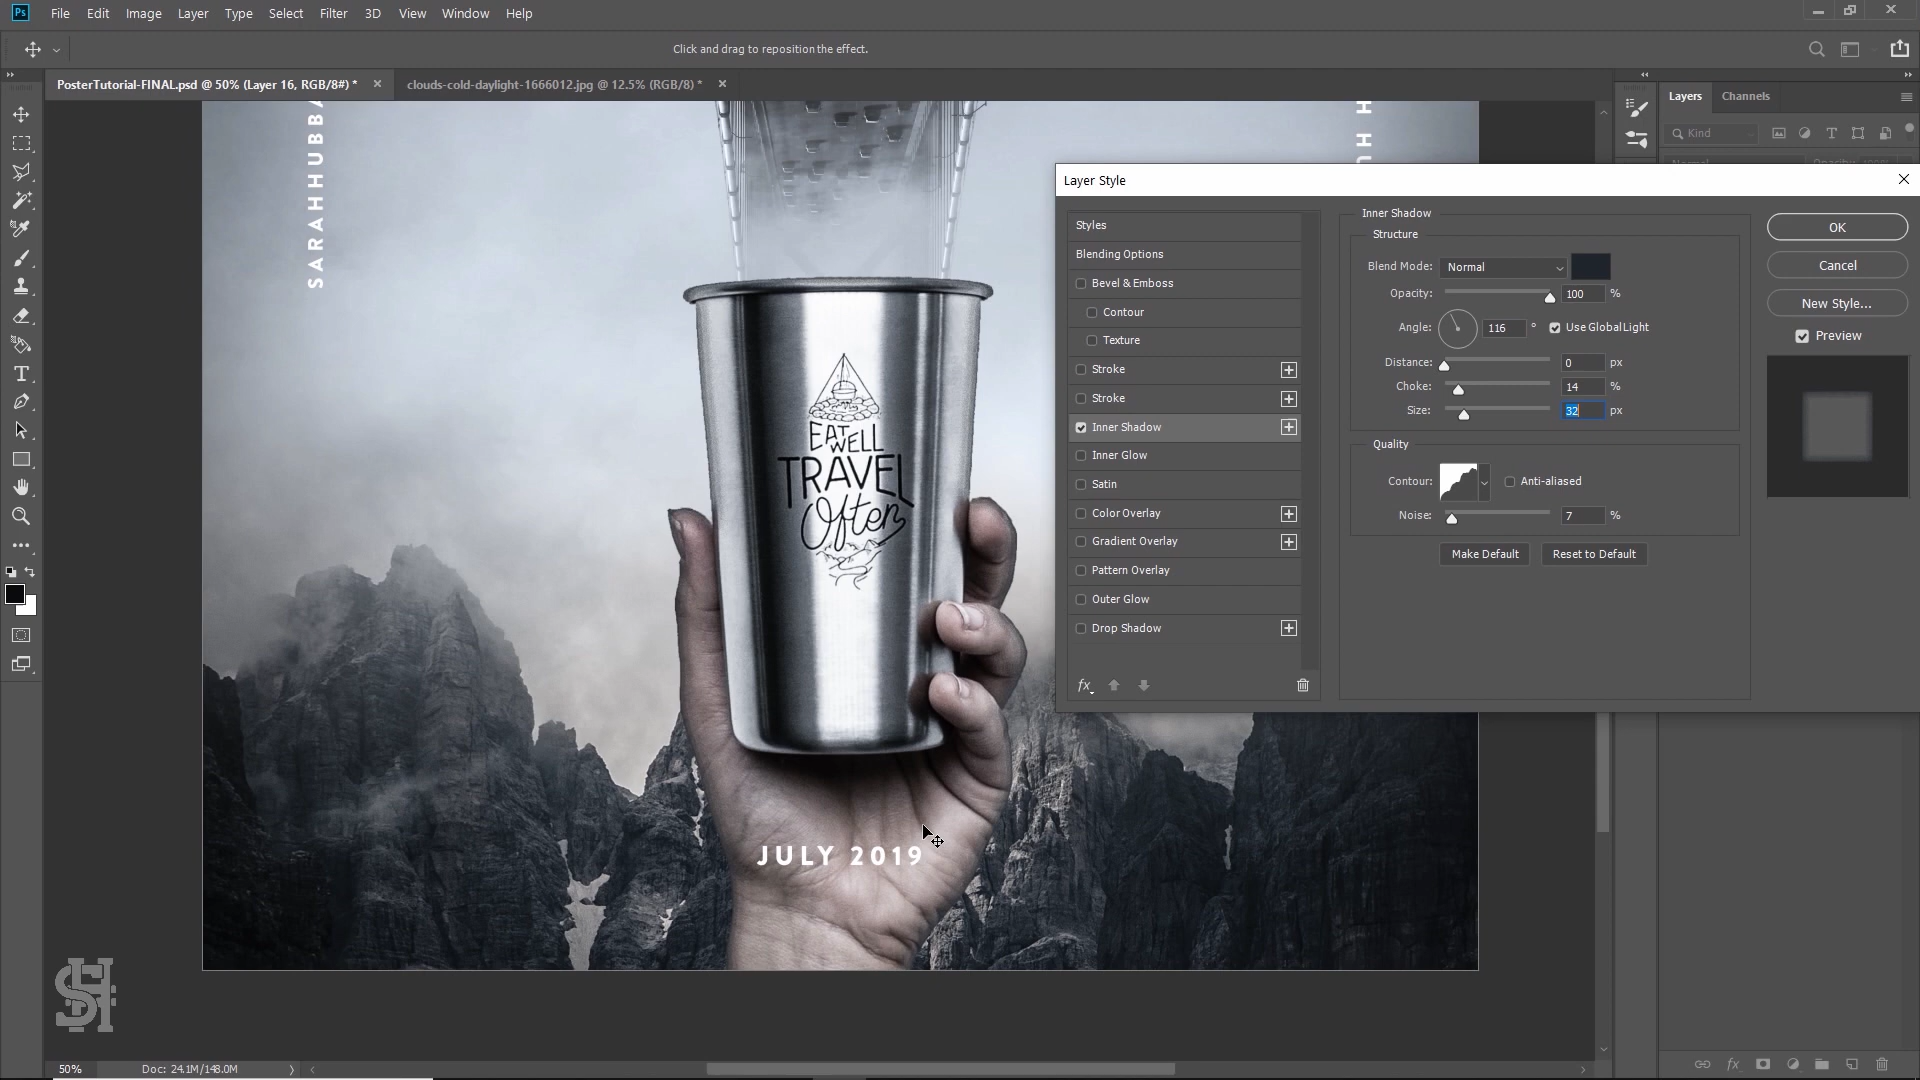 Ps File Edit Image Layer Type Select Filter 3D View Window Help
Click and drag to reposition the effect.
PosterTutorial-FINAL.psd @ 50% (Layer 16, RGB/8#) *
clouds-cold-daylight-1666012.jpg @ 12.5% (RGB/8) *
Layers Channels
Kind
SARAHHUBBA
EAT
WELL
TRAVEL
Often
JULY 2019
Layer Style
Styles
Blending Options
Bevel & Emboss
Contour
Texture
Stroke
Stroke
Inner Shadow
Inner Glow
Satin
Color Overlay
Gradient Overlay
Pattern Overlay
Outer Glow
Drop Shadow
fx
Inner Shadow
Structure
Blend Mode: Normal
Opacity: 100 %
Angle: 116 ° Use Global Light
Distance: 0 px
Choke: 14 %
Size: 32 px
Quality
Contour: Anti-aliased
Noise: 7 %
Make Default Reset to Default
OK
Cancel
New Style...
Preview
SH
50% Doc: 24.1M/148.0M
fx